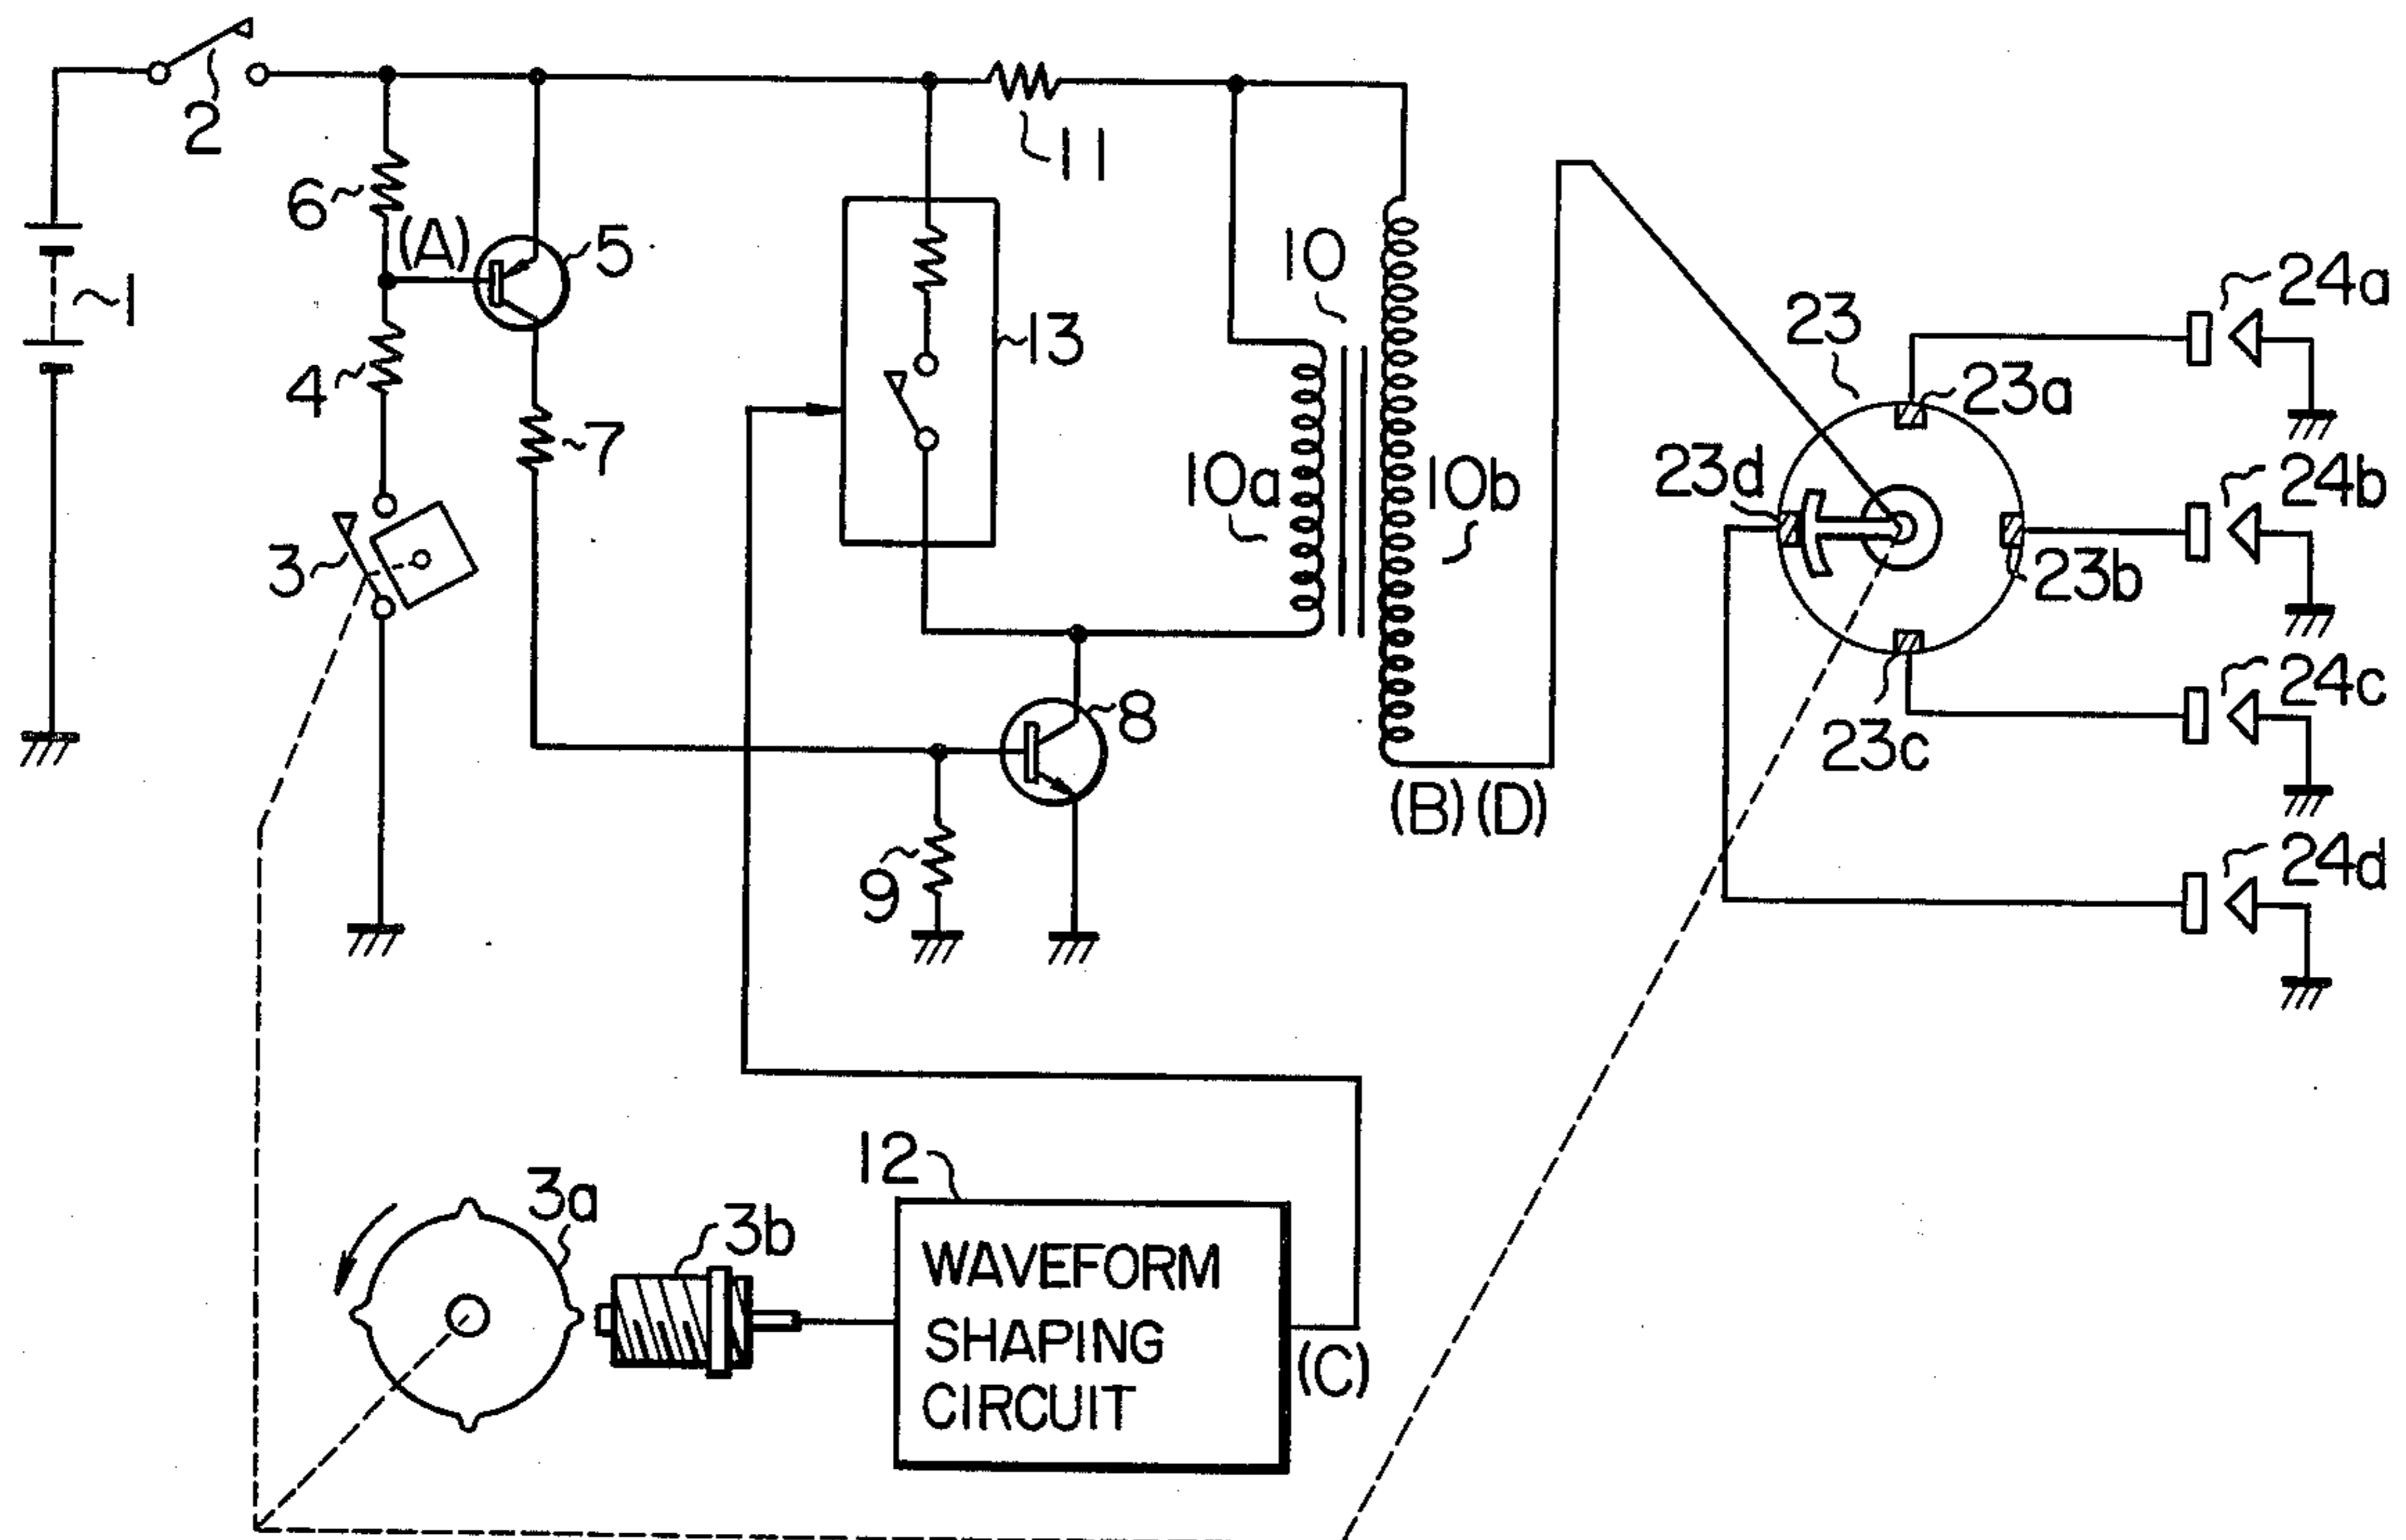 2
11
6
(A)
5
1
10
24a
4
13
23
23a
7
10a
10b
23d
24b
3
23b
8
24c
23c
(B) (D)
9
24d
12
3a
3b
WAVEFORM
SHAPING
CIRCUIT
(C)